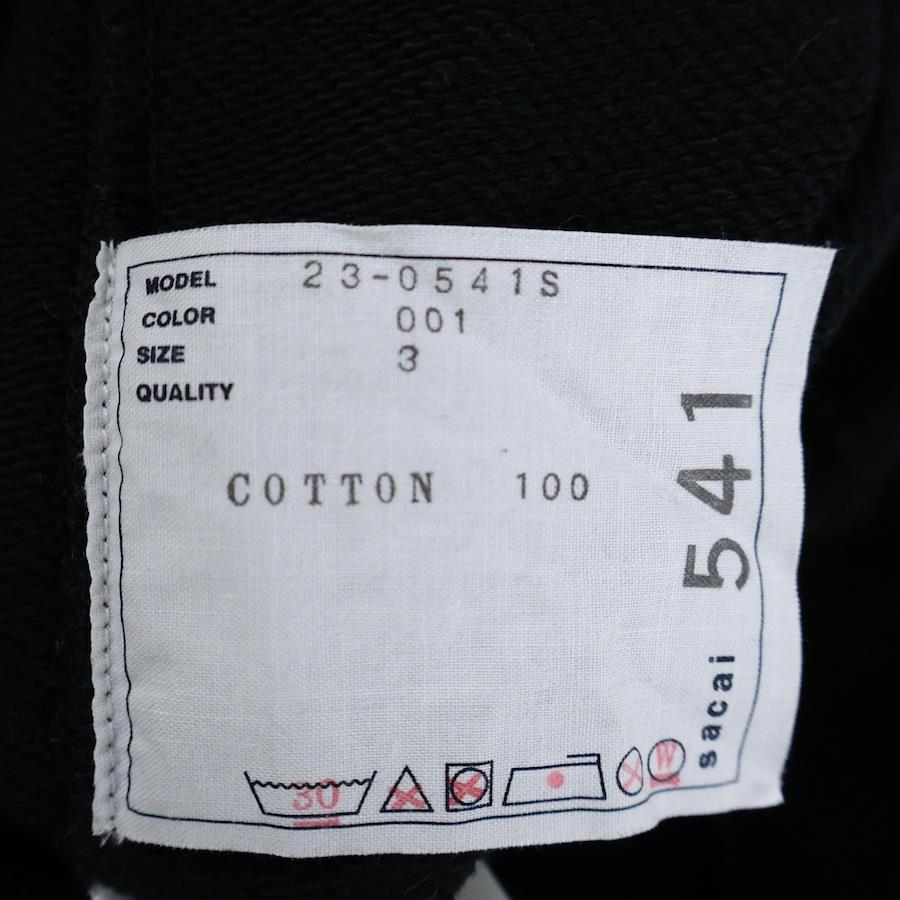 MODEL 23-0541S
COLOR 001
SIZE 3
QUALITY
COTTON 100
541
sacai
30
W